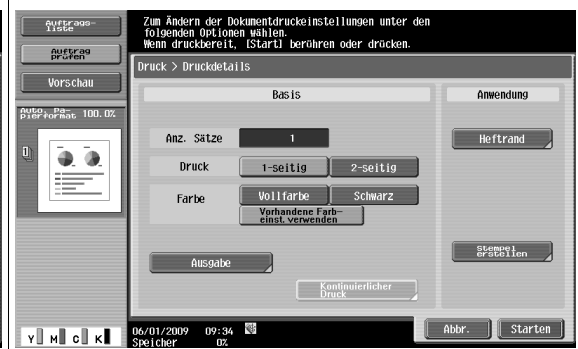 Auftrags-
liste
Auftrag
prüfen
Vorschau
Auto. Pa-
pierformat 100.0%
1
Y M C K
Zum Ändern der Dokumentdruckeinstellungen unter den
folgenden Optionen wählen.
Wenn druckbereit, [Start] berühren oder drücken.
Druck > Druckdetails
Basis
Anz. Sätze 1
Druck 1-seitig 2-seitig
Farbe Vollfarbe Schwarz
Vorhandene Farb-
einst. verwenden
Ausgabe
Kontinuierlicher
Druck
Anwendung
Heftrand
Stempel
erstellen
06/01/2009 09:34
Speicher 0%
Abbr. Starten